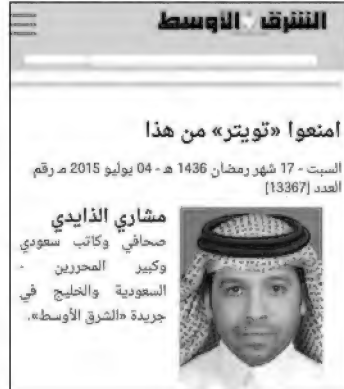 الشرق الأوسط
امنعوا «تويتر» من هذا
السبت - 17 شهر رمضان 1436 هـ - 04 يوليو 2015 مـ رقم
العدد [13367]
مشاري الذايدي
صحافي وكاتب سعودي
وكبير المحررين -
السعودية والخليج في
جريدة «الشرق الأوسط».